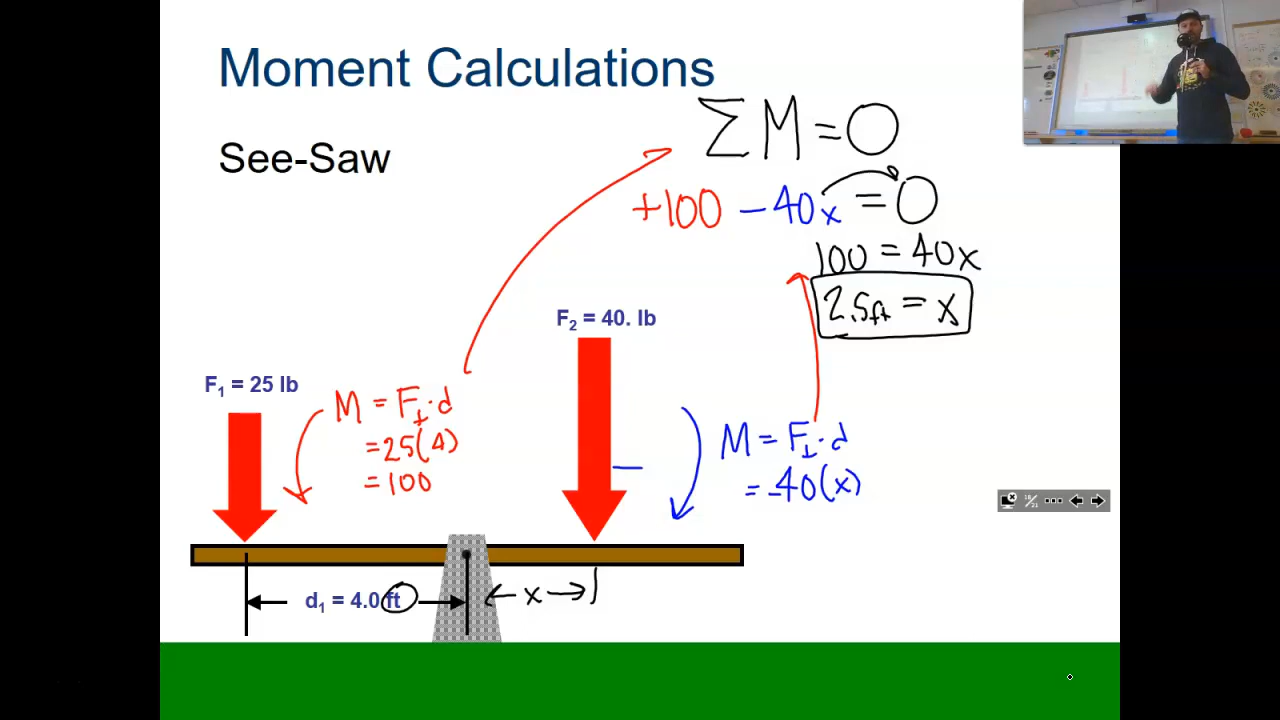 Moment Calculations
See-Saw
ΣM=0
+100 -40x = 0
100 = 40x
2.5ft = x
F₂ = 40. lb
F₁ = 25 lb
M = F⊥·d
=25(4)
=100
M = F⊥·d
= -40(x)
d₁ = 4.0 ft
x